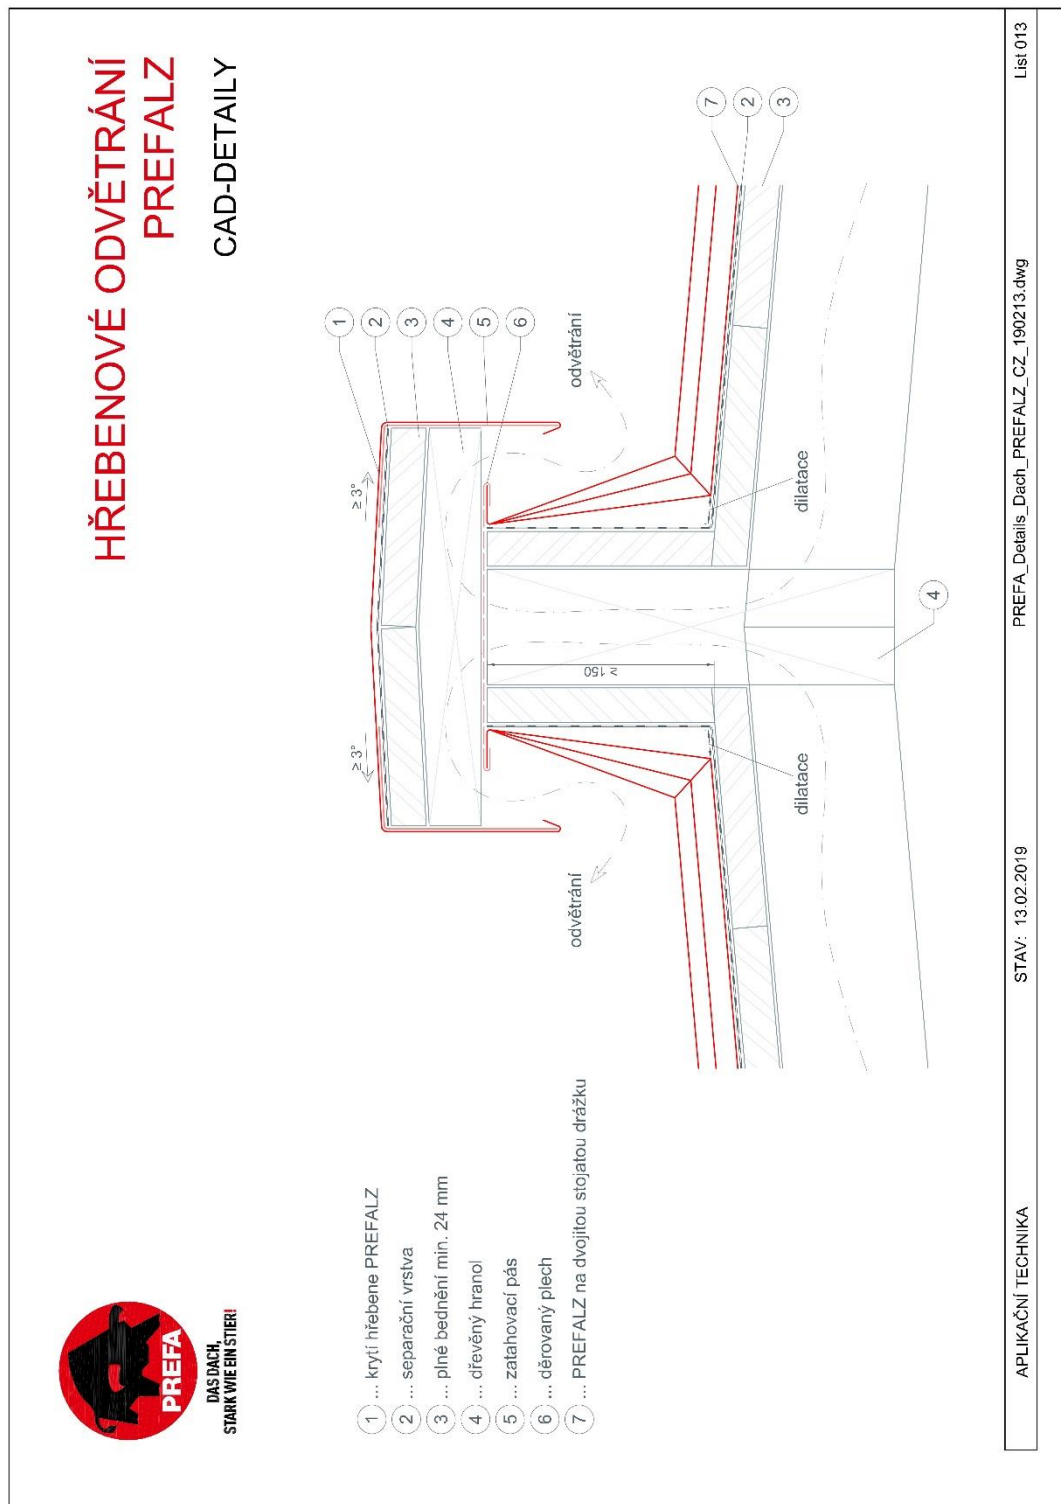 PREFA
DAS DACH,
STARK WIE EIN STIER!
HŘEBENOVÉ ODVĚTRÁNÍ
PREFALZ
CAD-DETAILY
1 ... krytí hřebene PREFALZ
2 ... separační vrstva
3 ... plné bednění min. 24 mm
4 ... dřevěný hranol
5 ... zatahovací pás
6 ... děrovaný plech
7 ... PREFALZ na dvojitou stojatou drážku
≥ 3°
≥ 3°
1
2
3
4
5
6
odvětrání
odvětrání
≥ 150
dilatace
dilatace
7
2
3
4
APLIKAČNÍ TECHNIKA
STAV: 13.02.2019
PREFA_Details_Dach_PREFALZ_CZ_190213.dwg
List 013